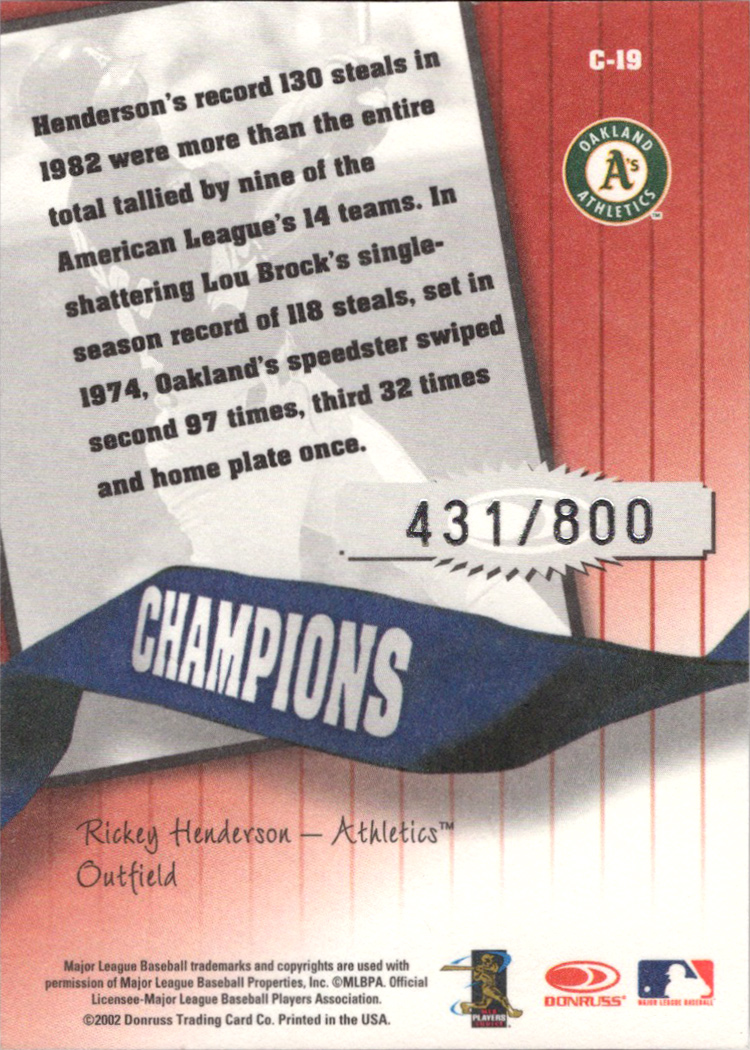 C-19
OAKLAND
A's
ATHLETICS™
Henderson's record 130 steals in
1982 were more than the entire
total tallied by nine of the
American League's 14 teams. In
shattering Lou Brock's single-
season record of 118 steals, set in
1974, Oakland's speedster swiped
second 97 times, third 32 times
and home plate once.
431/800
CHAMPIONS
Rickey Henderson – Athletics™
Outfield
Major League Baseball trademarks and copyrights are used with
permission of Major League Baseball Properties, Inc. ©MLBPA. Official
Licensee-Major League Baseball Players Association.
©2002 Donruss Trading Card Co. Printed in the USA.
PLAYERS
DONRUSS®
MAJOR LEAGUE BASEBALL